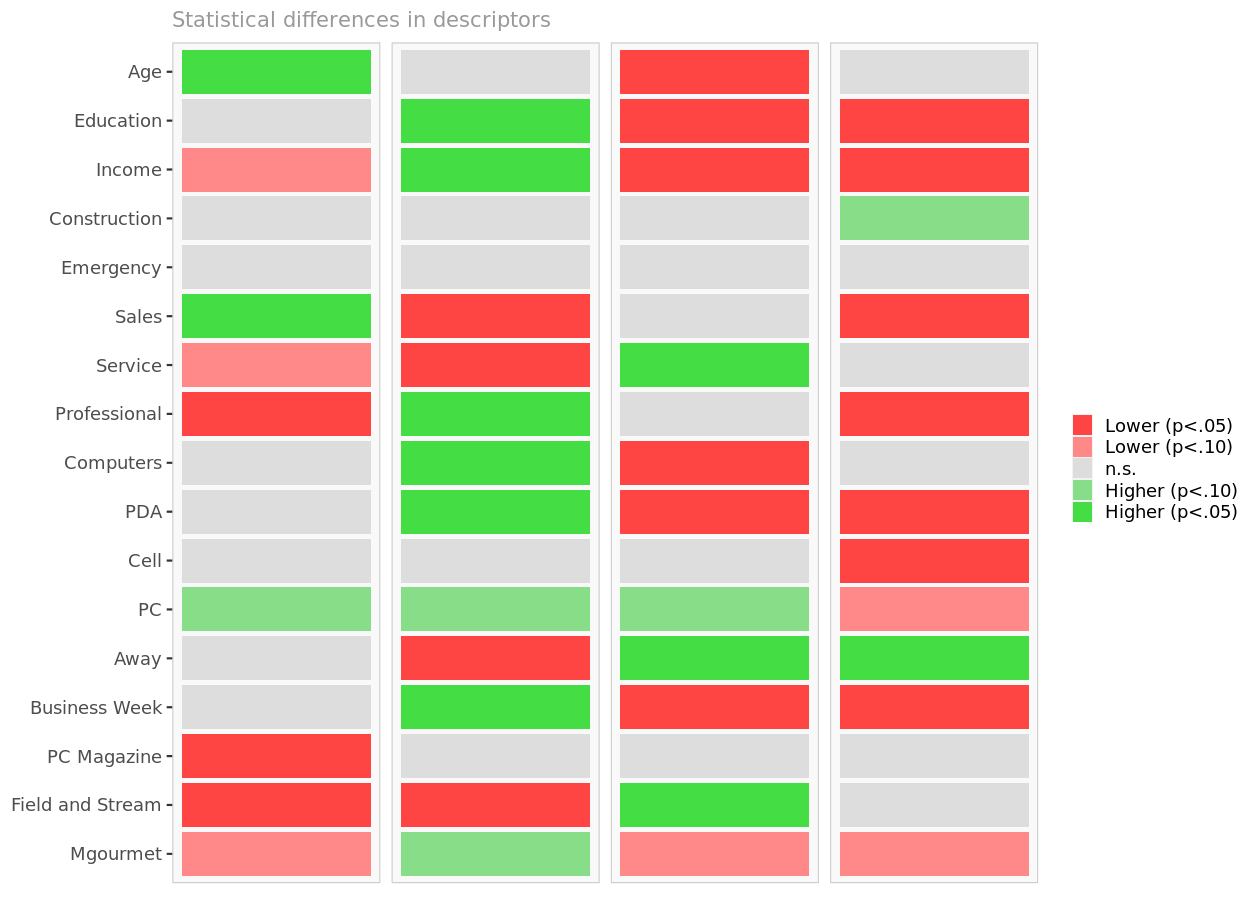 Statistical differences in descriptors
Age
Education
Income
Construction
Emergency
Sales
Service
Professional
Computers
PDA
Cell
PC
Away
Business Week
PC Magazine
Field and Stream
Mgourmet
Lower (p<.05)
Lower (p<.10)
n.s.
Higher (p<.10)
Higher (p<.05)